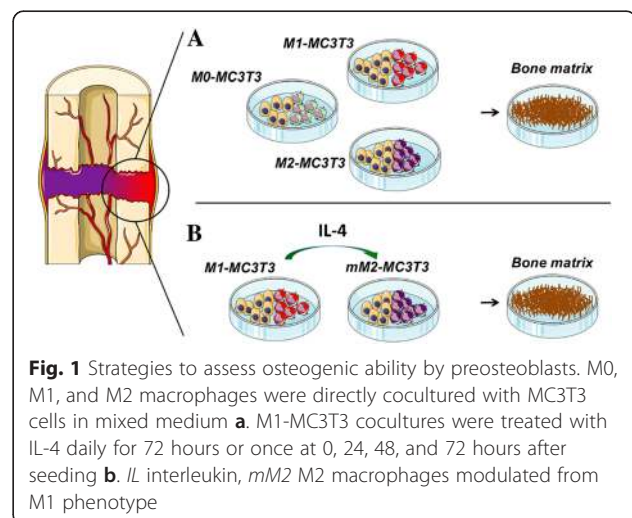 A
M1-MC3T3
M0-MC3T3
Bone matrix
→
M2-MC3T3
B
IL-4
M1-MC3T3
mM2-MC3T3
Bone matrix
→
Fig. 1 Strategies to assess osteogenic ability by preosteoblasts. M0,
M1, and M2 macrophages were directly cocultured with MC3T3
cells in mixed medium a. M1-MC3T3 cocultures were treated with
IL-4 daily for 72 hours or once at 0, 24, 48, and 72 hours after
seeding b. IL interleukin, mM2 M2 macrophages modulated from
M1 phenotype